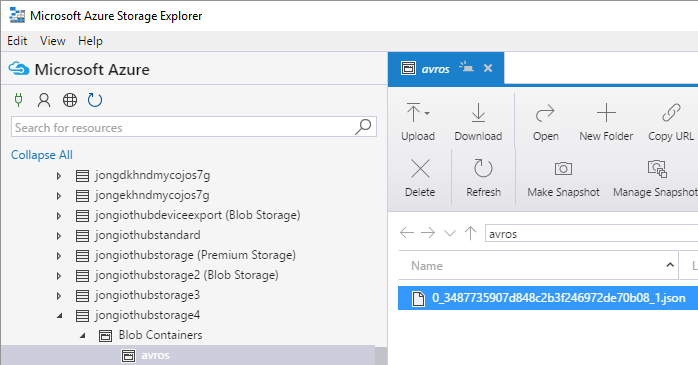 Microsoft Azure Storage Explorer
Edit View Help
Microsoft Azure
Search for resources
Collapse All
jongdkhndmycojos7g
jongekhndmycojos7g
jongiothubdeviceexport (Blob Storage)
jongiothubstandard
jongiothubstorage (Premium Storage)
jongiothubstorage2 (Blob Storage)
jongiothubstorage3
jongiothubstorage4
Blob Containers
avros
avros
Upload Download Open New Folder Copy URL
Delete Refresh Make Snapshot Manage Snapshot
avros
Name L
0_3487735907d848c2b3f246972de70b08_1.json